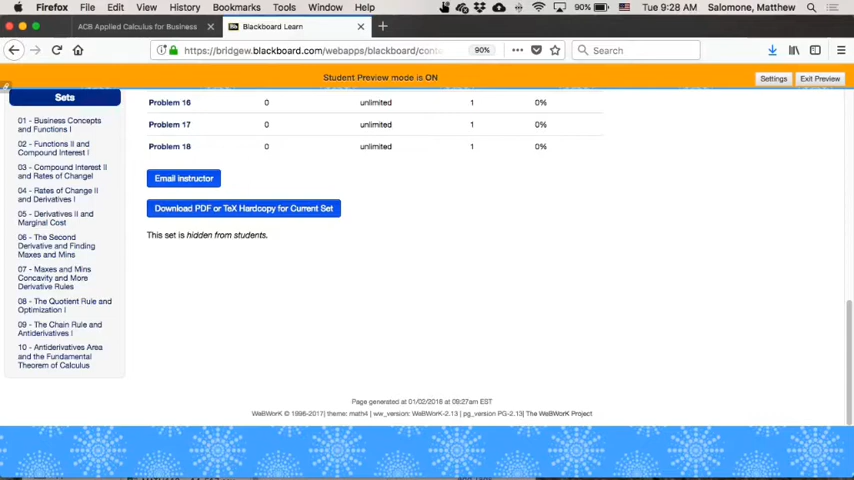 Firefox File Edit View History Bookmarks Tools Window Help 90% Tue 9:28 AM Salomone, Matthew
ACB Applied Calculus for Business Blackboard Learn
https://bridgew.blackboard.com/webapps/blackboard/conte 90% Search
Student Preview mode is ON Settings Exit Preview
Sets
01 - Business Concepts
and Functions I
02 - Functions II and
Compound Interest I
03 - Compound Interest II
and Rates of ChangeI
04 - Rates of Change II
and Derivatives I
05 - Derivatives II and
Marginal Cost
06 - The Second
Derivative and Finding
Maxes and Mins
07 - Maxes and Mins
Concavity and More
Derivative Rules
08 - The Quotient Rule and
Optimization I
09 - The Chain Rule and
Antiderivatives I
10 - Antiderivatives Area
and the Fundamental
Theorem of Calculus
Problem 16 0 unlimited 1 0%
Problem 17 0 unlimited 1 0%
Problem 18 0 unlimited 1 0%
Email instructor
Download PDF or TeX Hardcopy for Current Set
This set is hidden from students.
Page generated at 01/02/2018 at 09:27am EST
WeBWorK © 1996-2017| theme: math4 | ww_version: WeBWorK-2.13 | pg_version PG-2.13| The WeBWorK Project